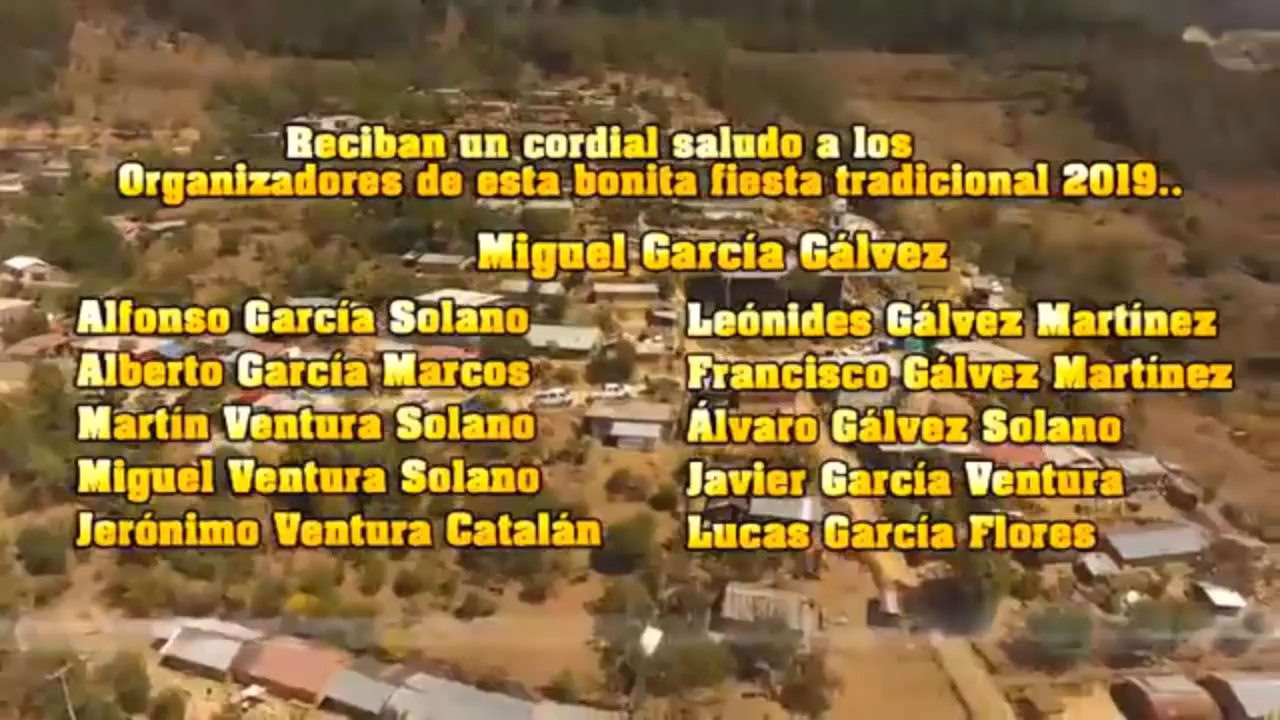 Reciban un cordial saludo a los
Organizadores de esta bonita fiesta tradicional 2019..
Miguel García Gálvez
Alfonso García Solano
Alberto García Marcos
Martín Ventura Solano
Miguel Ventura Solano
Jerónimo Ventura Catalán
Leónides Gálvez Martínez
Francisco Gálvez Martínez
Álvaro Gálvez Solano
Javier García Ventura
Lucas García Flores